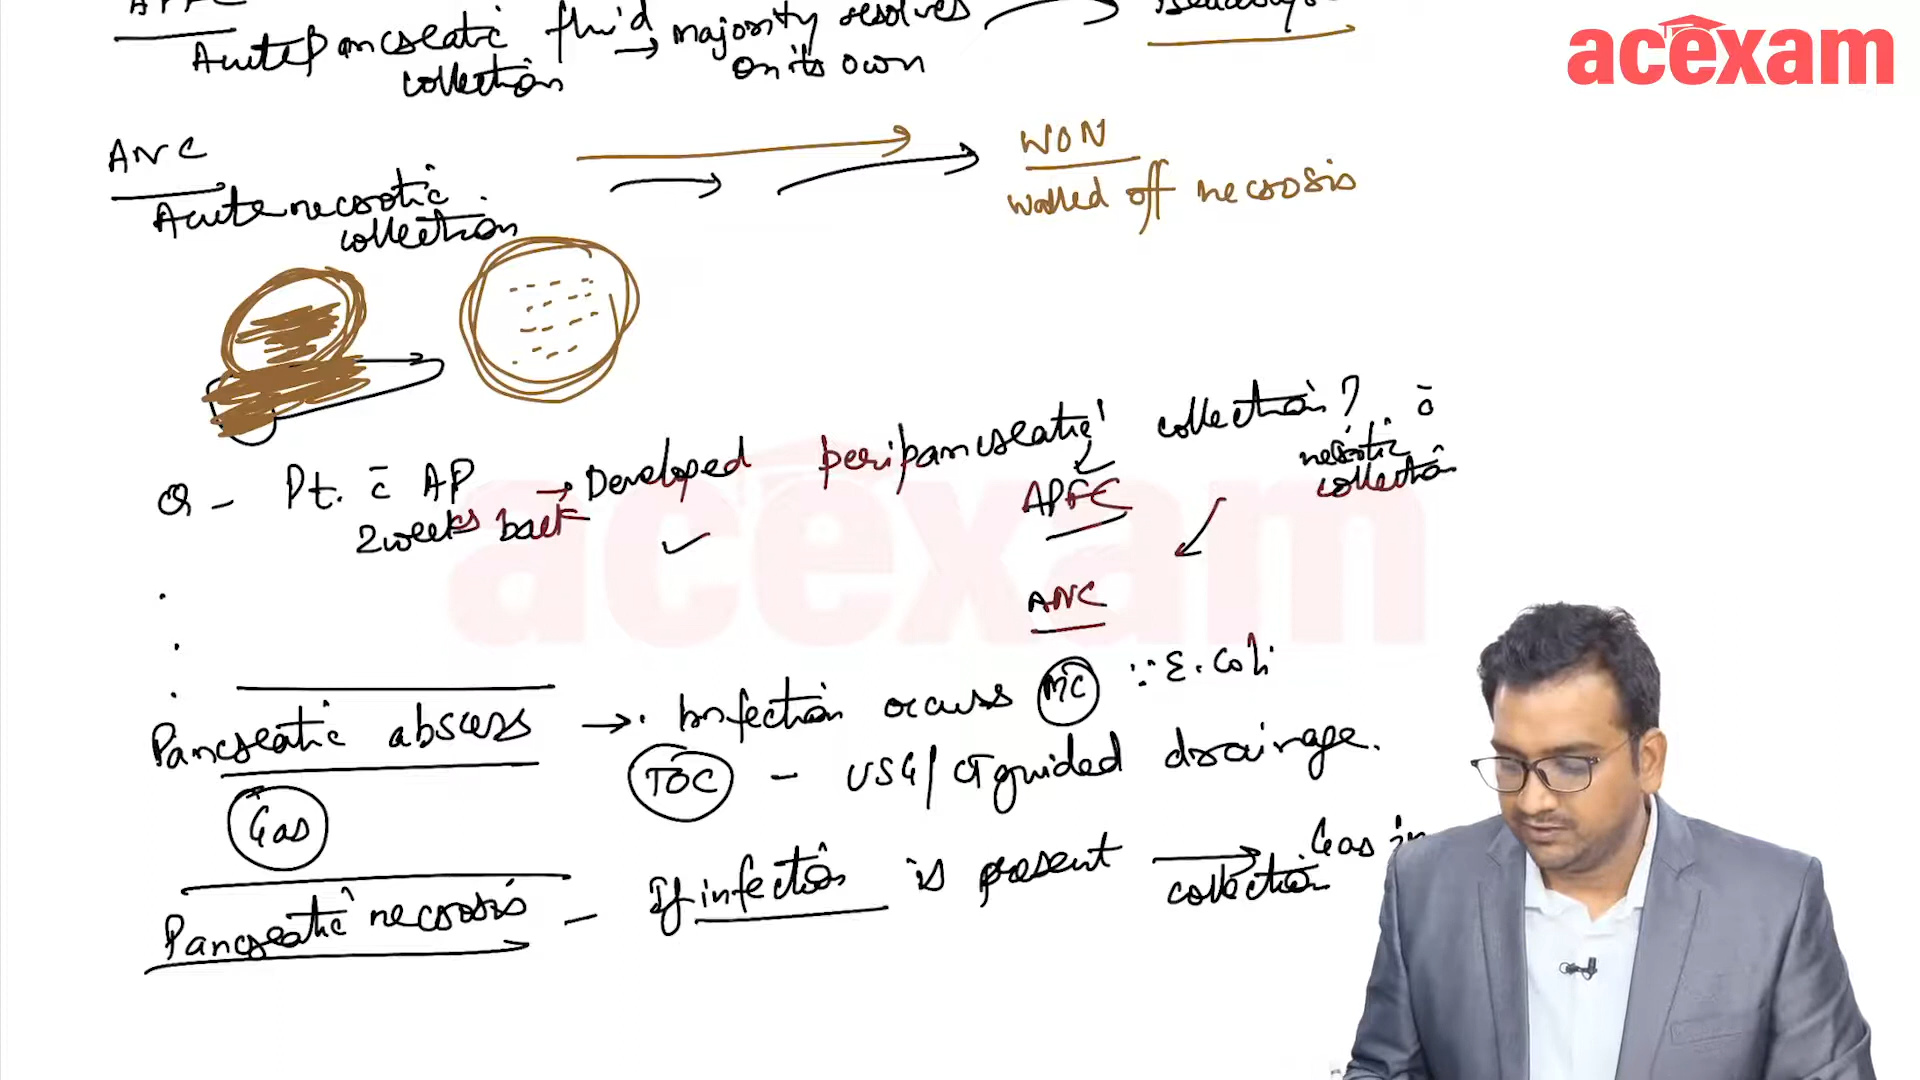 acexam
Acute Pancreatic fluid → majority resolves
collection on its own
ANC
Acute necrotic
collection
WON
walled off necrosis
Q - Pt. c̄ AP → Developed peripancreatic collection?
2 weeks back
APFC
collection
ANC
Pancreatic abscess → Infection occurs MC ∵ E. Coli
TOC - USG/CT guided drainage.
Gas
Pancreatic necrosis - If infection is present → Gas in
collection